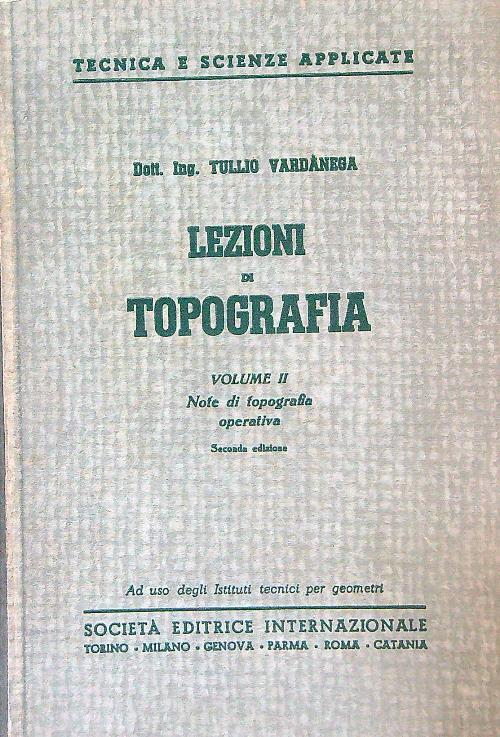 TECNICA E SCIENZE APPLICATE
Dott. Ing. TULLIO VARDÀNEGA
LEZIONI
DI
TOPOGRAFIA
VOLUME II
Note di topografia
operativa
Seconda edizione
Ad uso degli Istituti tecnici per geometri
SOCIETÀ EDITRICE INTERNAZIONALE
TORINO • MILANO • GENOVA • PARMA • ROMA • CATANIA